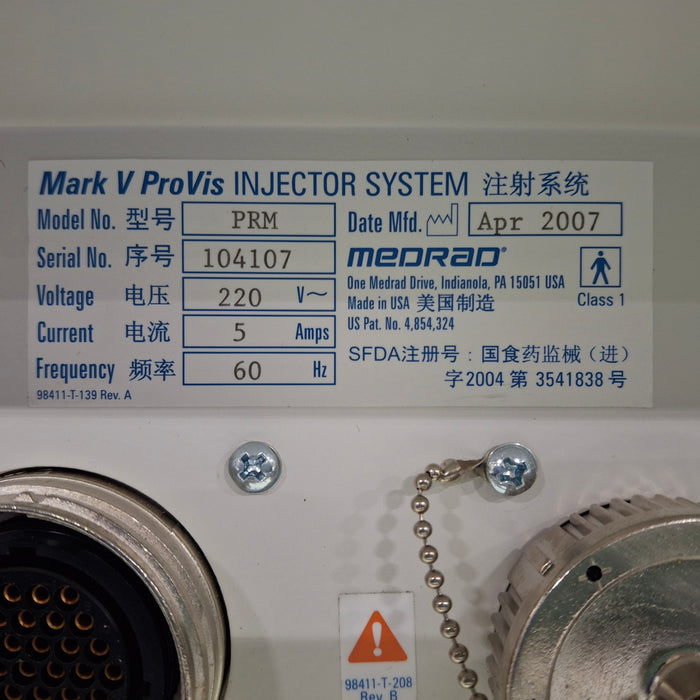 Mark V ProVis INJECTOR SYSTEM 注射系统
Model No. 型号 PRM
Date Mfd. Apr 2007
Serial No. 序号 104107
MEDRAD®
One Medrad Drive, Indianola, PA 15051 USA
Made in USA 美国制造
US Pat. No. 4,854,324
Class 1
Voltage 电压 220 V~
Current 电流 5 Amps
Frequency 频率 60 Hz
SFDA注册号：国食药监械（进）
字2004 第 3541838 号
98411-T-139 Rev. A
98411-T-208
Rev. B